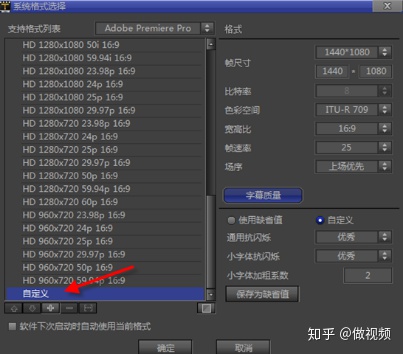 系统格式选择
支持格式列表 Adobe Premiere Pro
HD 1280x1080 50i 16:9
HD 1280x1080 59.94i 16:9
HD 1280x1080 23.98p 16:9
HD 1280x1080 24p 16:9
HD 1280x1080 25p 16:9
HD 1280x1080 29.97p 16:9
HD 1280x720 23.98p 16:9
HD 1280x720 24p 16:9
HD 1280x720 25p 16:9
HD 1280x720 29.97p 16:9
HD 1280x720 50p 16:9
HD 1280x720 59.94p 16:9
HD 1280x720 60p 16:9
HD 960x720 23.98p 16:9
HD 960x720 24p 16:9
HD 960x720 25p 16:9
HD 960x720 29.97p 16:9
HD 960x720 50p 16:9
HD 960x720 59.94p 16:9
自定义
软件下次启动时自动使用当前格式
格式
帧尺寸 1440*1080
1440 * 1080
比特率 8
色彩空间 ITU-R 709
宽高比 16:9
帧速率 25
场序 上场优先
字幕质量
使用缺省值 自定义
通用抗闪烁 优秀
小字体抗闪烁 优秀
小字体加粗系数 2
保存为缺省值
确定 取消
知乎 @做视频